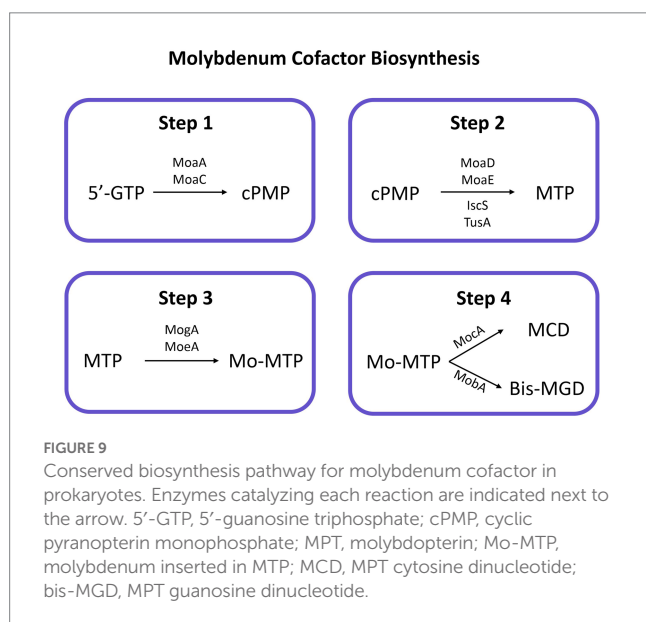 Molybdenum Cofactor Biosynthesis
Step 1
MoaA
MoaC
5′-GTP
cPMP
Step 2
MoaD
MoaE
cPMP
MTP
IscS
TusA
Step 3
MogA
MoeA
MTP
Mo-MTP
Step 4
MocA
MCD
Mo-MTP
MobA
Bis-MGD
FIGURE 9
Conserved biosynthesis pathway for molybdenum cofactor in
prokaryotes. Enzymes catalyzing each reaction are indicated next to
the arrow. 5′-GTP, 5′-guanosine triphosphate; cPMP, cyclic
pyranopterin monophosphate; MPT, molybdopterin; Mo-MTP,
molybdenum inserted in MTP; MCD, MPT cytosine dinucleotide;
bis-MGD, MPT guanosine dinucleotide.